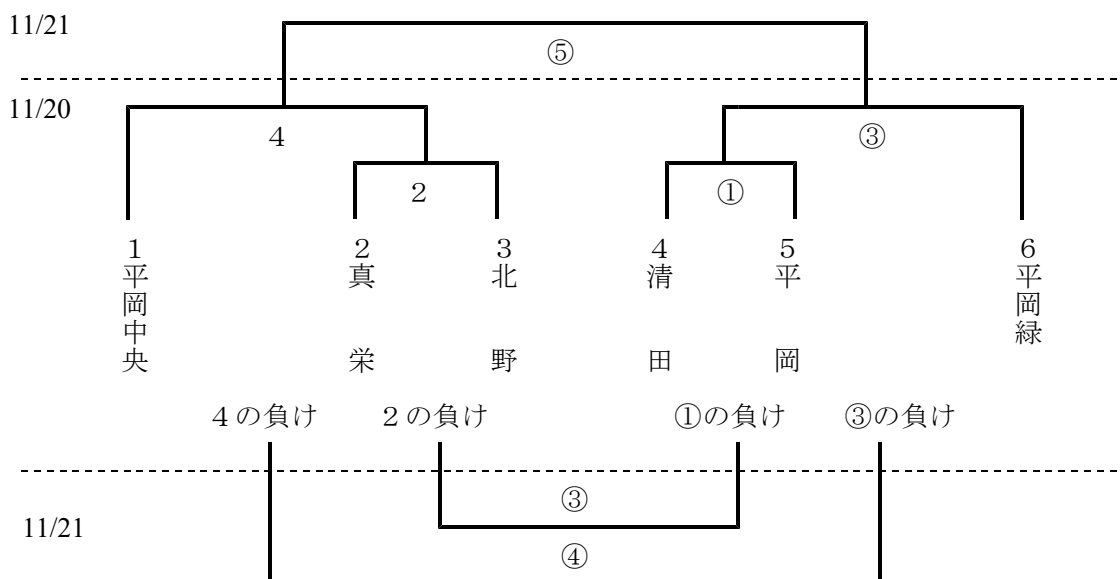 11/21
⑤
11/20
4
③
2
①
1平岡中央
2真栄
3北野
4清田
5平岡
6平岡緑
4の負け
2の負け
①の負け
③の負け
③
11/21
④